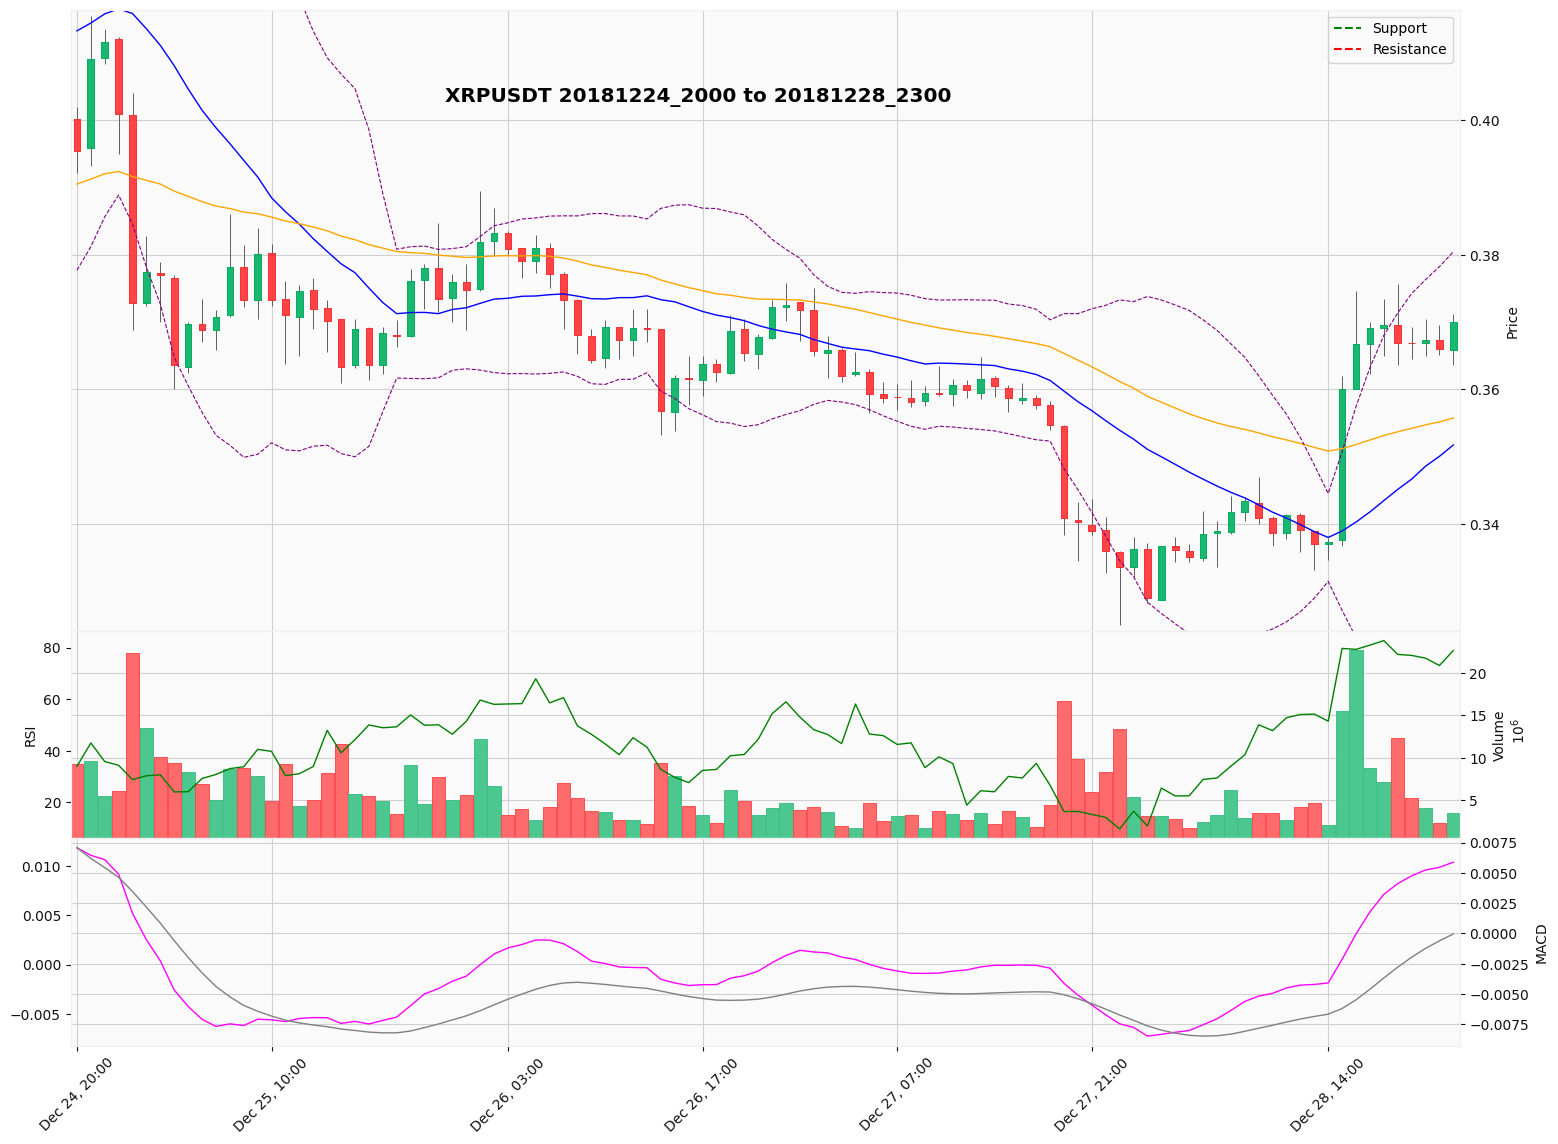 Support
Resistance
XRPUSDT 20181224_2000 to 20181228_2300
0.40
0.38
0.36
0.34
Price
80
60
40
20
RSI
20
15
10
5
Volume
10^6
0.010
0.005
0.000
−0.005
0.0075
0.0050
0.0025
0.0000
−0.0025
−0.0050
−0.0075
MACD
Dec 24, 20:00
Dec 25, 10:00
Dec 26, 03:00
Dec 26, 17:00
Dec 27, 07:00
Dec 27, 21:00
Dec 28, 14:00